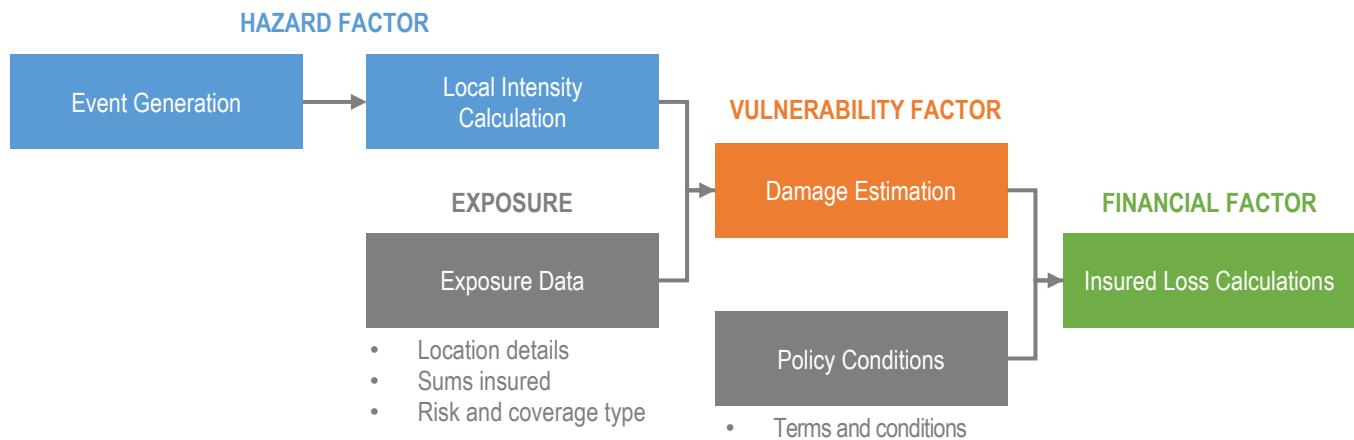 HAZARD FACTOR
Event Generation
Local Intensity
Calculation
VULNERABILITY FACTOR
Damage Estimation
EXPOSURE
Exposure Data
• Location details
• Sums insured
• Risk and coverage type
FINANCIAL FACTOR
Insured Loss Calculations
Policy Conditions
• Terms and conditions